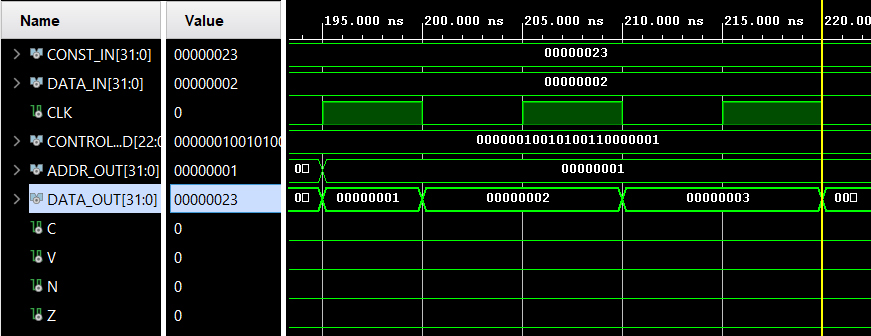 Name Value 195.000 ns 200.000 ns 205.000 ns 210.000 ns 215.000 ns 220.00
CONST_IN[31:0] 00000023 00000023
DATA_IN[31:0] 00000002 00000002
CLK 0
CONTROL...D[22:0 00000010010100 00000010010100110000001
ADDR_OUT[31:0] 00000001 0 00000001
DATA_OUT[31:0] 00000023 0 00000001 00000002 00000003 00
C 0
V 0
N 0
Z 0